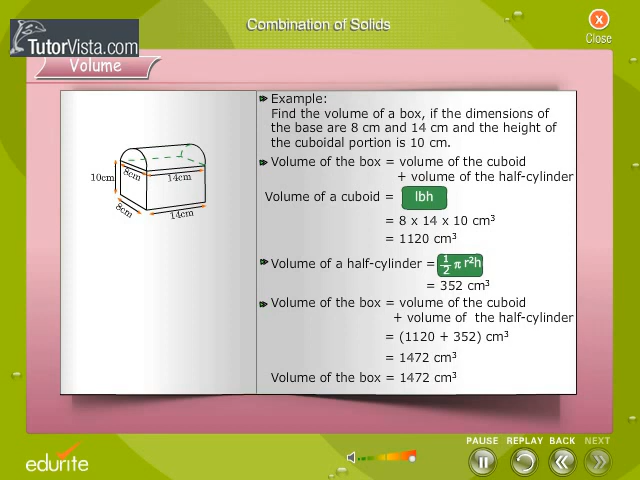 Combination of Solids
x
Close
TutorVista.com
Volume
Example:
Find the volume of a box, if the dimensions of
the base are 8 cm and 14 cm and the height of
the cuboidal portion is 10 cm.
Volume of the box = volume of the cuboid
+ volume of the half-cylinder
Volume of a cuboid = lbh
= 8 x 14 x 10 cm³
= 1120 cm³
Volume of a half-cylinder = 1/2 π r²h
= 352 cm³
Volume of the box = volume of the cuboid
+ volume of the half-cylinder
= (1120 + 352) cm³
= 1472 cm³
Volume of the box = 1472 cm³
8cm
14cm
10cm
8cm
14cm
edurite
PAUSE REPLAY BACK NEXT